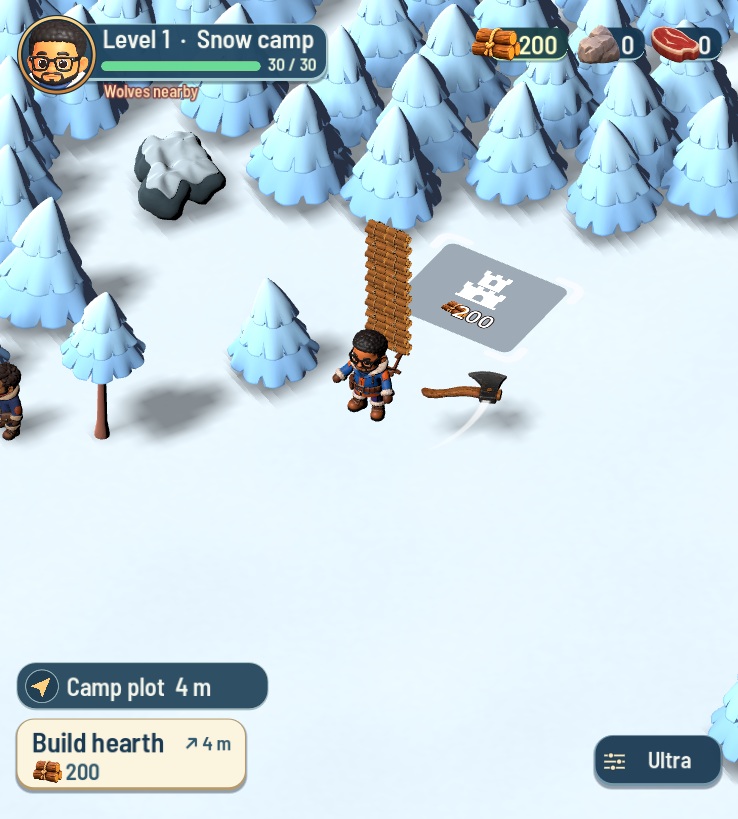 Level 1 · Snow camp
30 / 30
Wolves nearby
200
0
0
200
Camp plot 4 m
Build hearth
4 m
200
Ultra